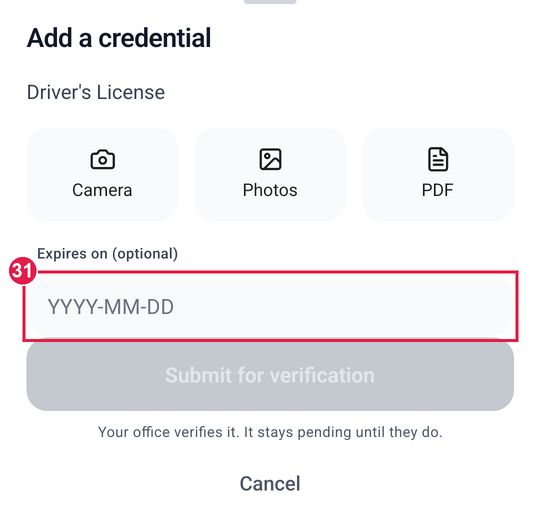 Add a credential
Driver's License
Camera
Photos
PDF
Expires on (optional)
31
YYYY-MM-DD
Submit for verification
Your office verifies it. It stays pending until they do.
Cancel